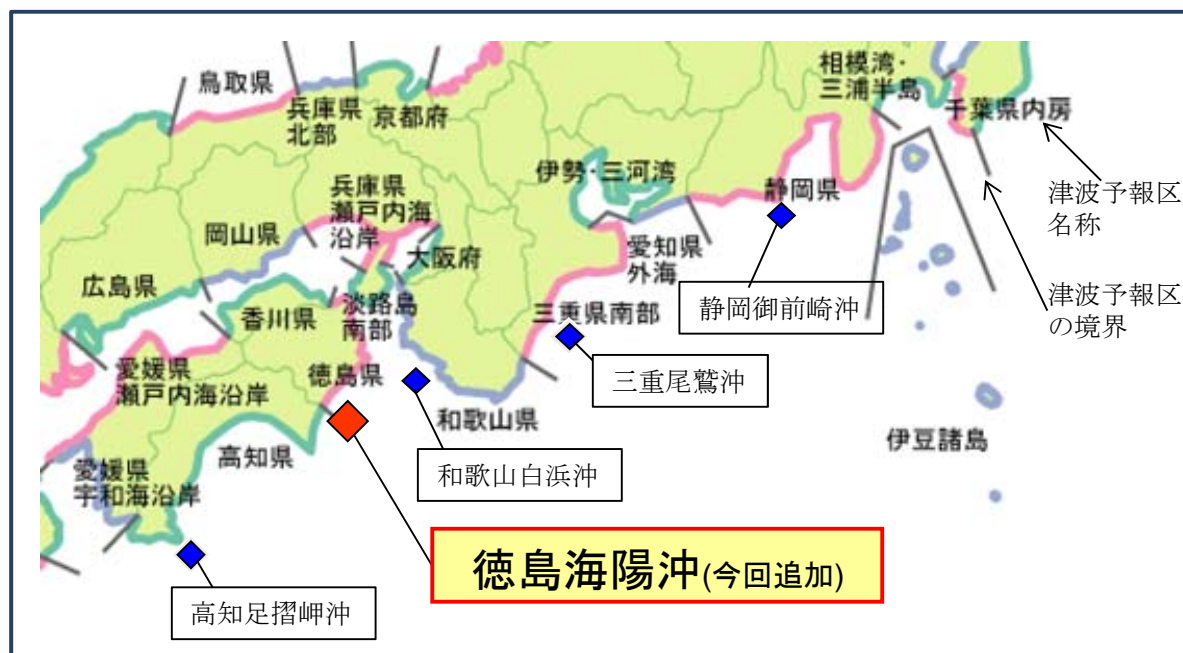 鳥取県
兵庫県
北部
京都府
相模湾・
三浦半島
千葉県内房
兵庫県
瀬戸内海
沿岸
伊勢・三河湾
静岡県
津波予報区
名称
岡山県
大阪府
愛知県
外海
広島県
香川県
淡路島
南部
三重県南部
静岡御前崎沖
津波予報区
の境界
愛媛県
瀬戸内海沿岸
徳島県
三重尾鷲沖
和歌山県
高知県
伊豆諸島
愛媛県
宇和海沿岸
和歌山白浜沖
徳島海陽沖(今回追加)
高知足摺岬沖